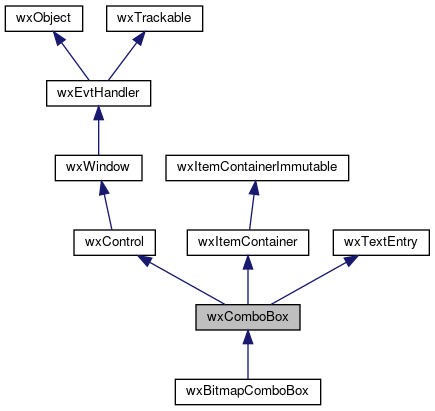 wxObject
wxTrackable
wxEvtHandler
wxWindow
wxItemContainerImmutable
wxControl
wxItemContainer
wxTextEntry
wxComboBox
wxBitmapComboBox